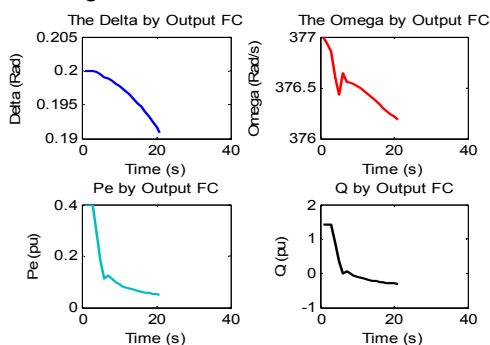 The Delta by Output FC
0.205
0.2
0.195
0.19
Delta (Rad)
0 20 40
Time (s)
The Omega by Output FC
377
376.5
376
Omega (Rad/s)
0 20 40
Time (s)
Pe by Output FC
0.4
0.2
0
Pe (pu)
0 20 40
Time (s)
Q by Output FC
2
1
0
-1
Q (pu)
0 20 40
Time (s)